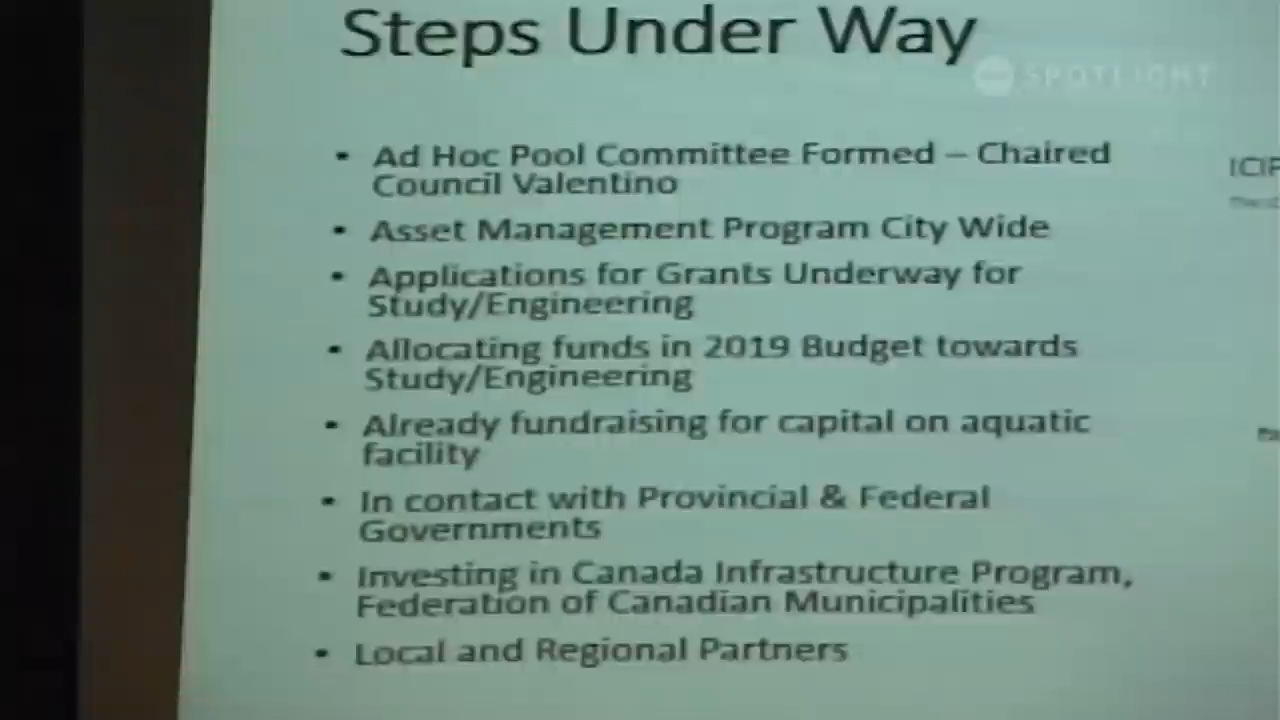 Steps Under Way
SPOTLIGHT
• Ad Hoc Pool Committee Formed – Chaired
Council Valentino
• Asset Management Program City Wide
• Applications for Grants Underway for
Study/Engineering
• Allocating funds in 2019 Budget towards
Study/Engineering
• Already fundraising for capital on aquatic
facility
• In contact with Provincial & Federal
Governments
• Investing in Canada Infrastructure Program,
Federation of Canadian Municipalities
• Local and Regional Partners